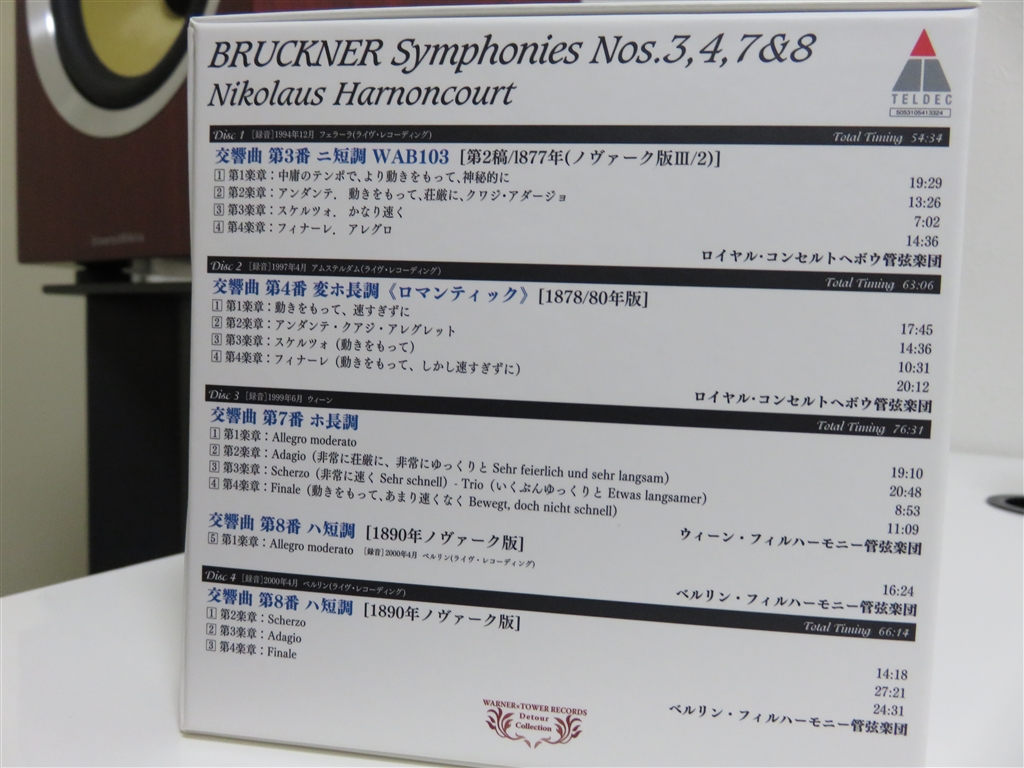 BRUCKNER Symphonies Nos.3,4,7&8
Nikolaus Harnoncourt
TELDEC
Disc 1 [録音]1994年12月 フェラーラ(ライヴ・レコーディング) Total Timing 54:34
交響曲 第3番 ニ短調 WAB103 [第2稿/1877年(ノヴァーク版Ⅲ/2)]
1 第1楽章：中庸のテンポで、より動きをもって、神秘的に 19:29
2 第2楽章：アンダンテ． 動きをもって、荘厳に、クワジ・アダージョ 13:26
3 第3楽章：スケルツォ． かなり速く 7:02
4 第4楽章：フィナーレ． アレグロ 14:36
ロイヤル・コンセルトヘボウ管弦楽団
Disc 2 [録音]1997年4月 アムステルダム(ライヴ・レコーディング) Total Timing 63:06
交響曲 第4番 変ホ長調《ロマンティック》[1878/80年版]
1 第1楽章：動きをもって、速すぎずに 17:45
2 第2楽章：アンダンテ・クアジ・アレグレット 14:36
3 第3楽章：スケルツォ（動きをもって） 10:31
4 第4楽章：フィナーレ（動きをもって、しかし速すぎずに） 20:12
ロイヤル・コンセルトヘボウ管弦楽団
Disc 3 [録音]1999年6月 ウィーン Total Timing 76:31
交響曲 第7番 ホ長調
1 第1楽章：Allegro moderato 19:10
2 第2楽章：Adagio（非常に荘厳に、非常にゆっくりと Sehr feierlich und sehr langsam） 20:48
3 第3楽章：Scherzo（非常に速く Sehr schnell）- Trio（いくぶんゆっくりと Etwas langsamer） 8:53
4 第4楽章：Finale（動きをもって、あまり速くなく Bewegt, doch nicht schnell） 11:09
ウィーン・フィルハーモニー管弦楽団
交響曲 第8番 ハ短調 [1890年ノヴァーク版]
5 第1楽章：Allegro moderato [録音]2000年4月 ベルリン(ライヴ・レコーディング) 16:24
ベルリン・フィルハーモニー管弦楽団
Disc 4 [録音]2000年4月 ベルリン(ライヴ・レコーディング) Total Timing 66:14
交響曲 第8番 ハ短調 [1890年ノヴァーク版]
1 第2楽章：Scherzo 14:18
2 第3楽章：Adagio 27:21
3 第4楽章：Finale 24:31
ベルリン・フィルハーモニー管弦楽団
WARNER×TOWER RECORDS
Detour
Collection